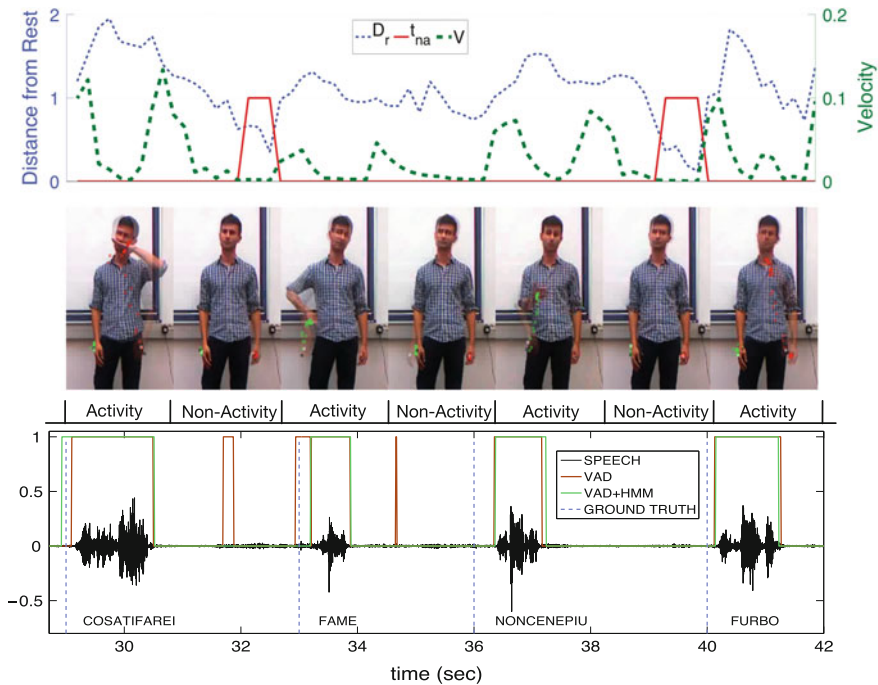 2
0.2
Dr tna V
Distance from Rest
1
0.1
Velocity
0
0
Activity Non-Activity Activity Non-Activity Activity Non-Activity Activity
1
0.5
0
−0.5
SPEECH
VAD
VAD+HMM
GROUND TRUTH
COSATIFAREI FAME NONCENEPIU FURBO
30 32 34 36 38 40 42
time (sec)